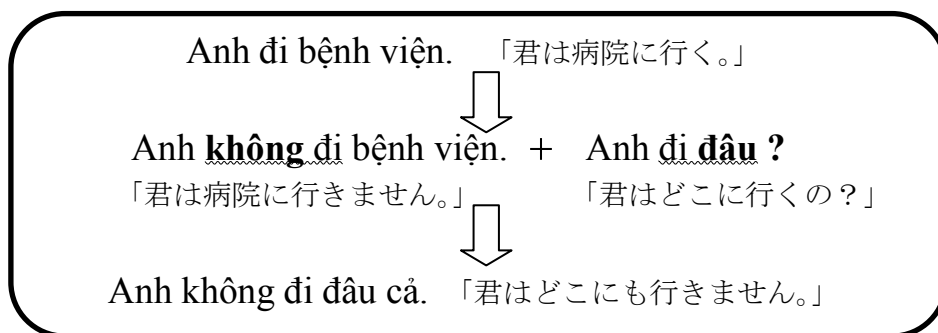 Anh đi bệnh viện. 「君は病院に行く。」
Anh không đi bệnh viện. + Anh đi đâu ?
「君は病院に行きません。」 「君はどこに行くの？」
Anh không đi đâu cả. 「君はどこにも行きません。」